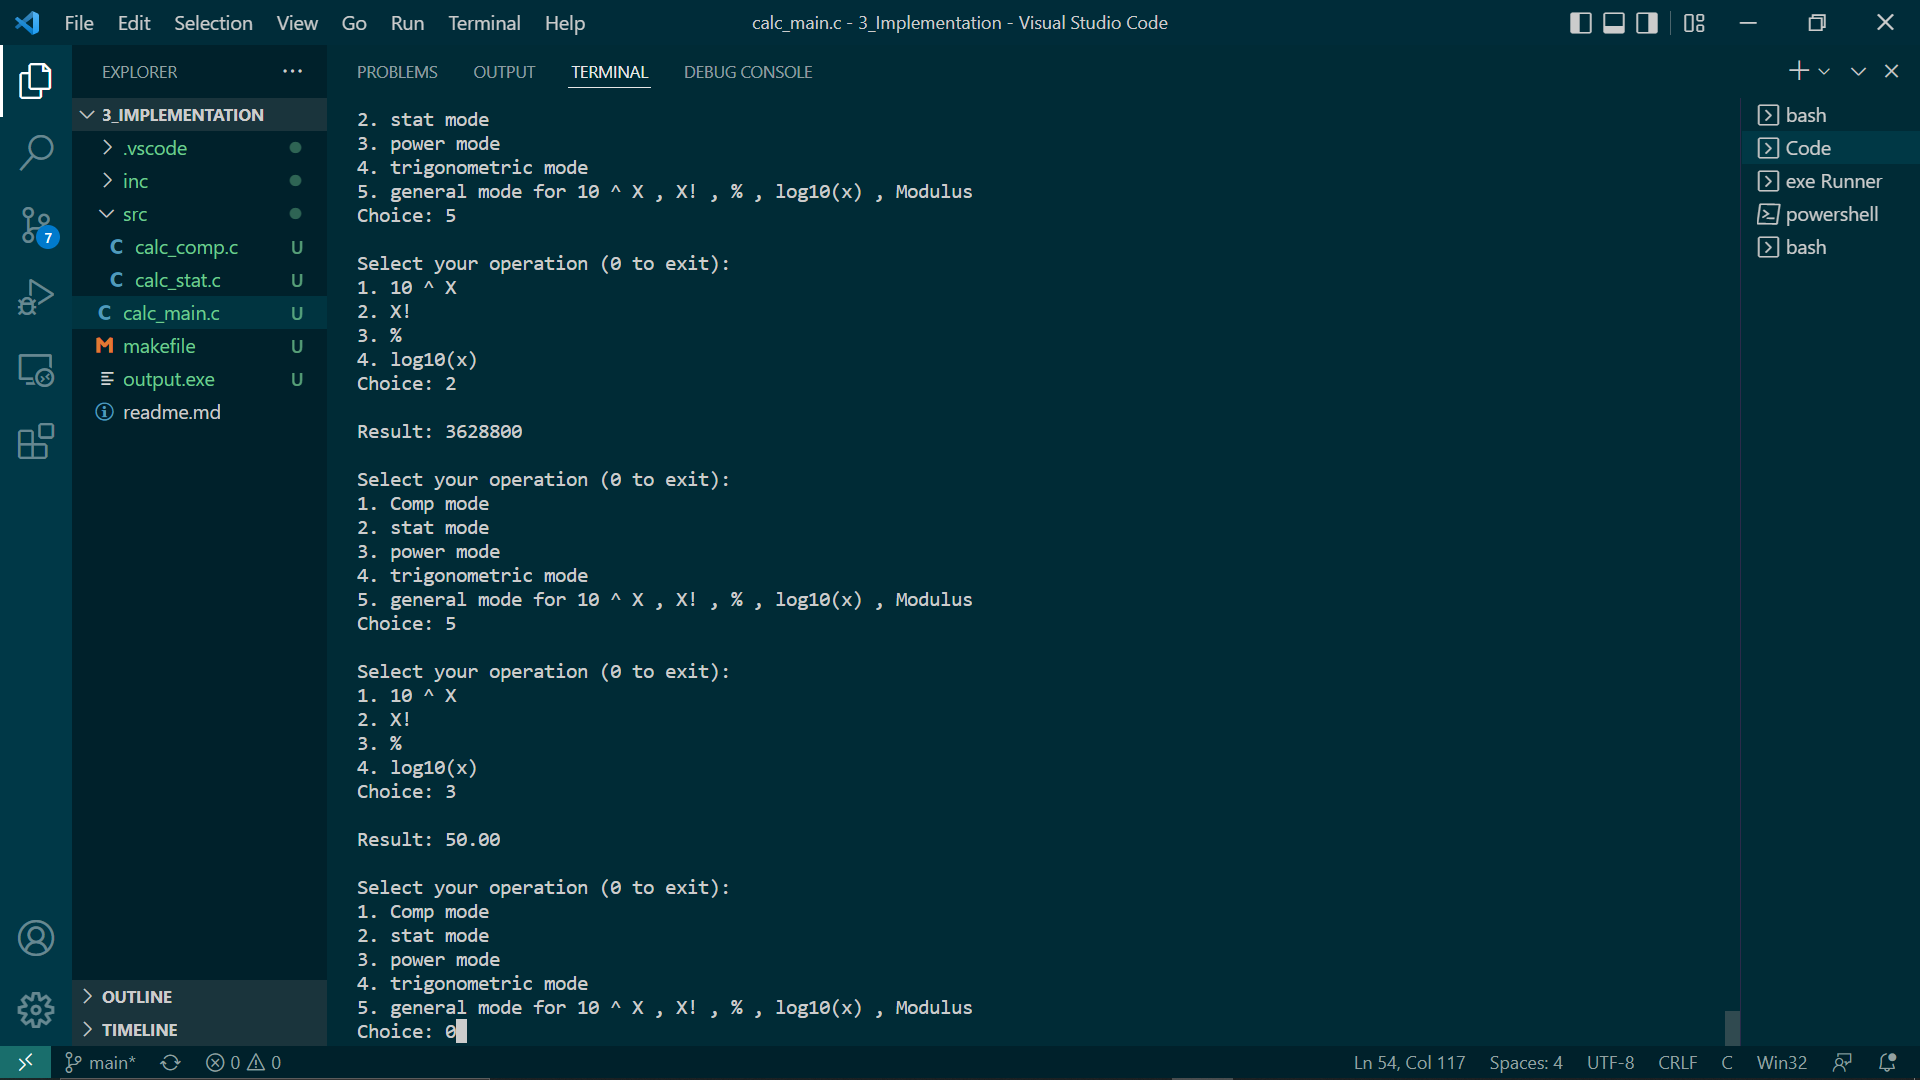 File Edit Selection View Go Run Terminal Help
calc_main.c - 3_Implementation - Visual Studio Code
EXPLORER
3_IMPLEMENTATION
.vscode
inc
src
C calc_comp.c U
C calc_stat.c U
C calc_main.c U
M makefile U
output.exe U
readme.md
7
OUTLINE
TIMELINE
PROBLEMS OUTPUT TERMINAL DEBUG CONSOLE
2. stat mode
3. power mode
4. trigonometric mode
5. general mode for 10 ^ X , X! , % , log10(x) , Modulus
Choice: 5
Select your operation (0 to exit):
1. 10 ^ X
2. X!
3. %
4. log10(x)
Choice: 2
Result: 3628800
Select your operation (0 to exit):
1. Comp mode
2. stat mode
3. power mode
4. trigonometric mode
5. general mode for 10 ^ X , X! , % , log10(x) , Modulus
Choice: 5
Select your operation (0 to exit):
1. 10 ^ X
2. X!
3. %
4. log10(x)
Choice: 3
Result: 50.00
Select your operation (0 to exit):
1. Comp mode
2. stat mode
3. power mode
4. trigonometric mode
5. general mode for 10 ^ X , X! , % , log10(x) , Modulus
Choice: 0
bash
Code
exe Runner
powershell
bash
main* 0 0
Ln 54, Col 117 Spaces: 4 UTF-8 CRLF C Win32